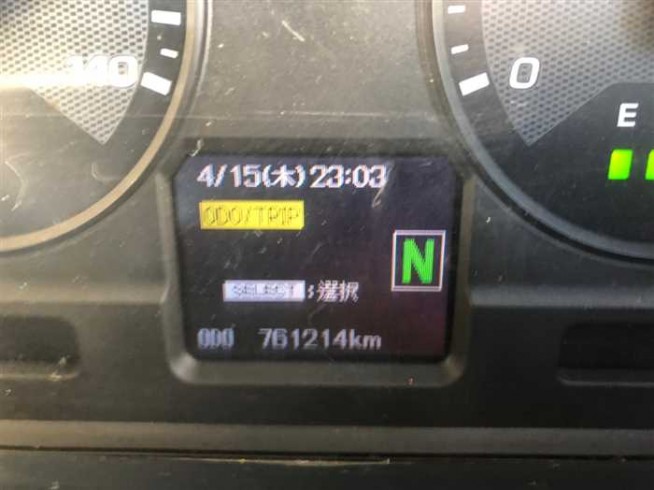 140
0
E
4/15(木)23:03
ODO/TRIP
N
SELECT:選択
ODO 761214km